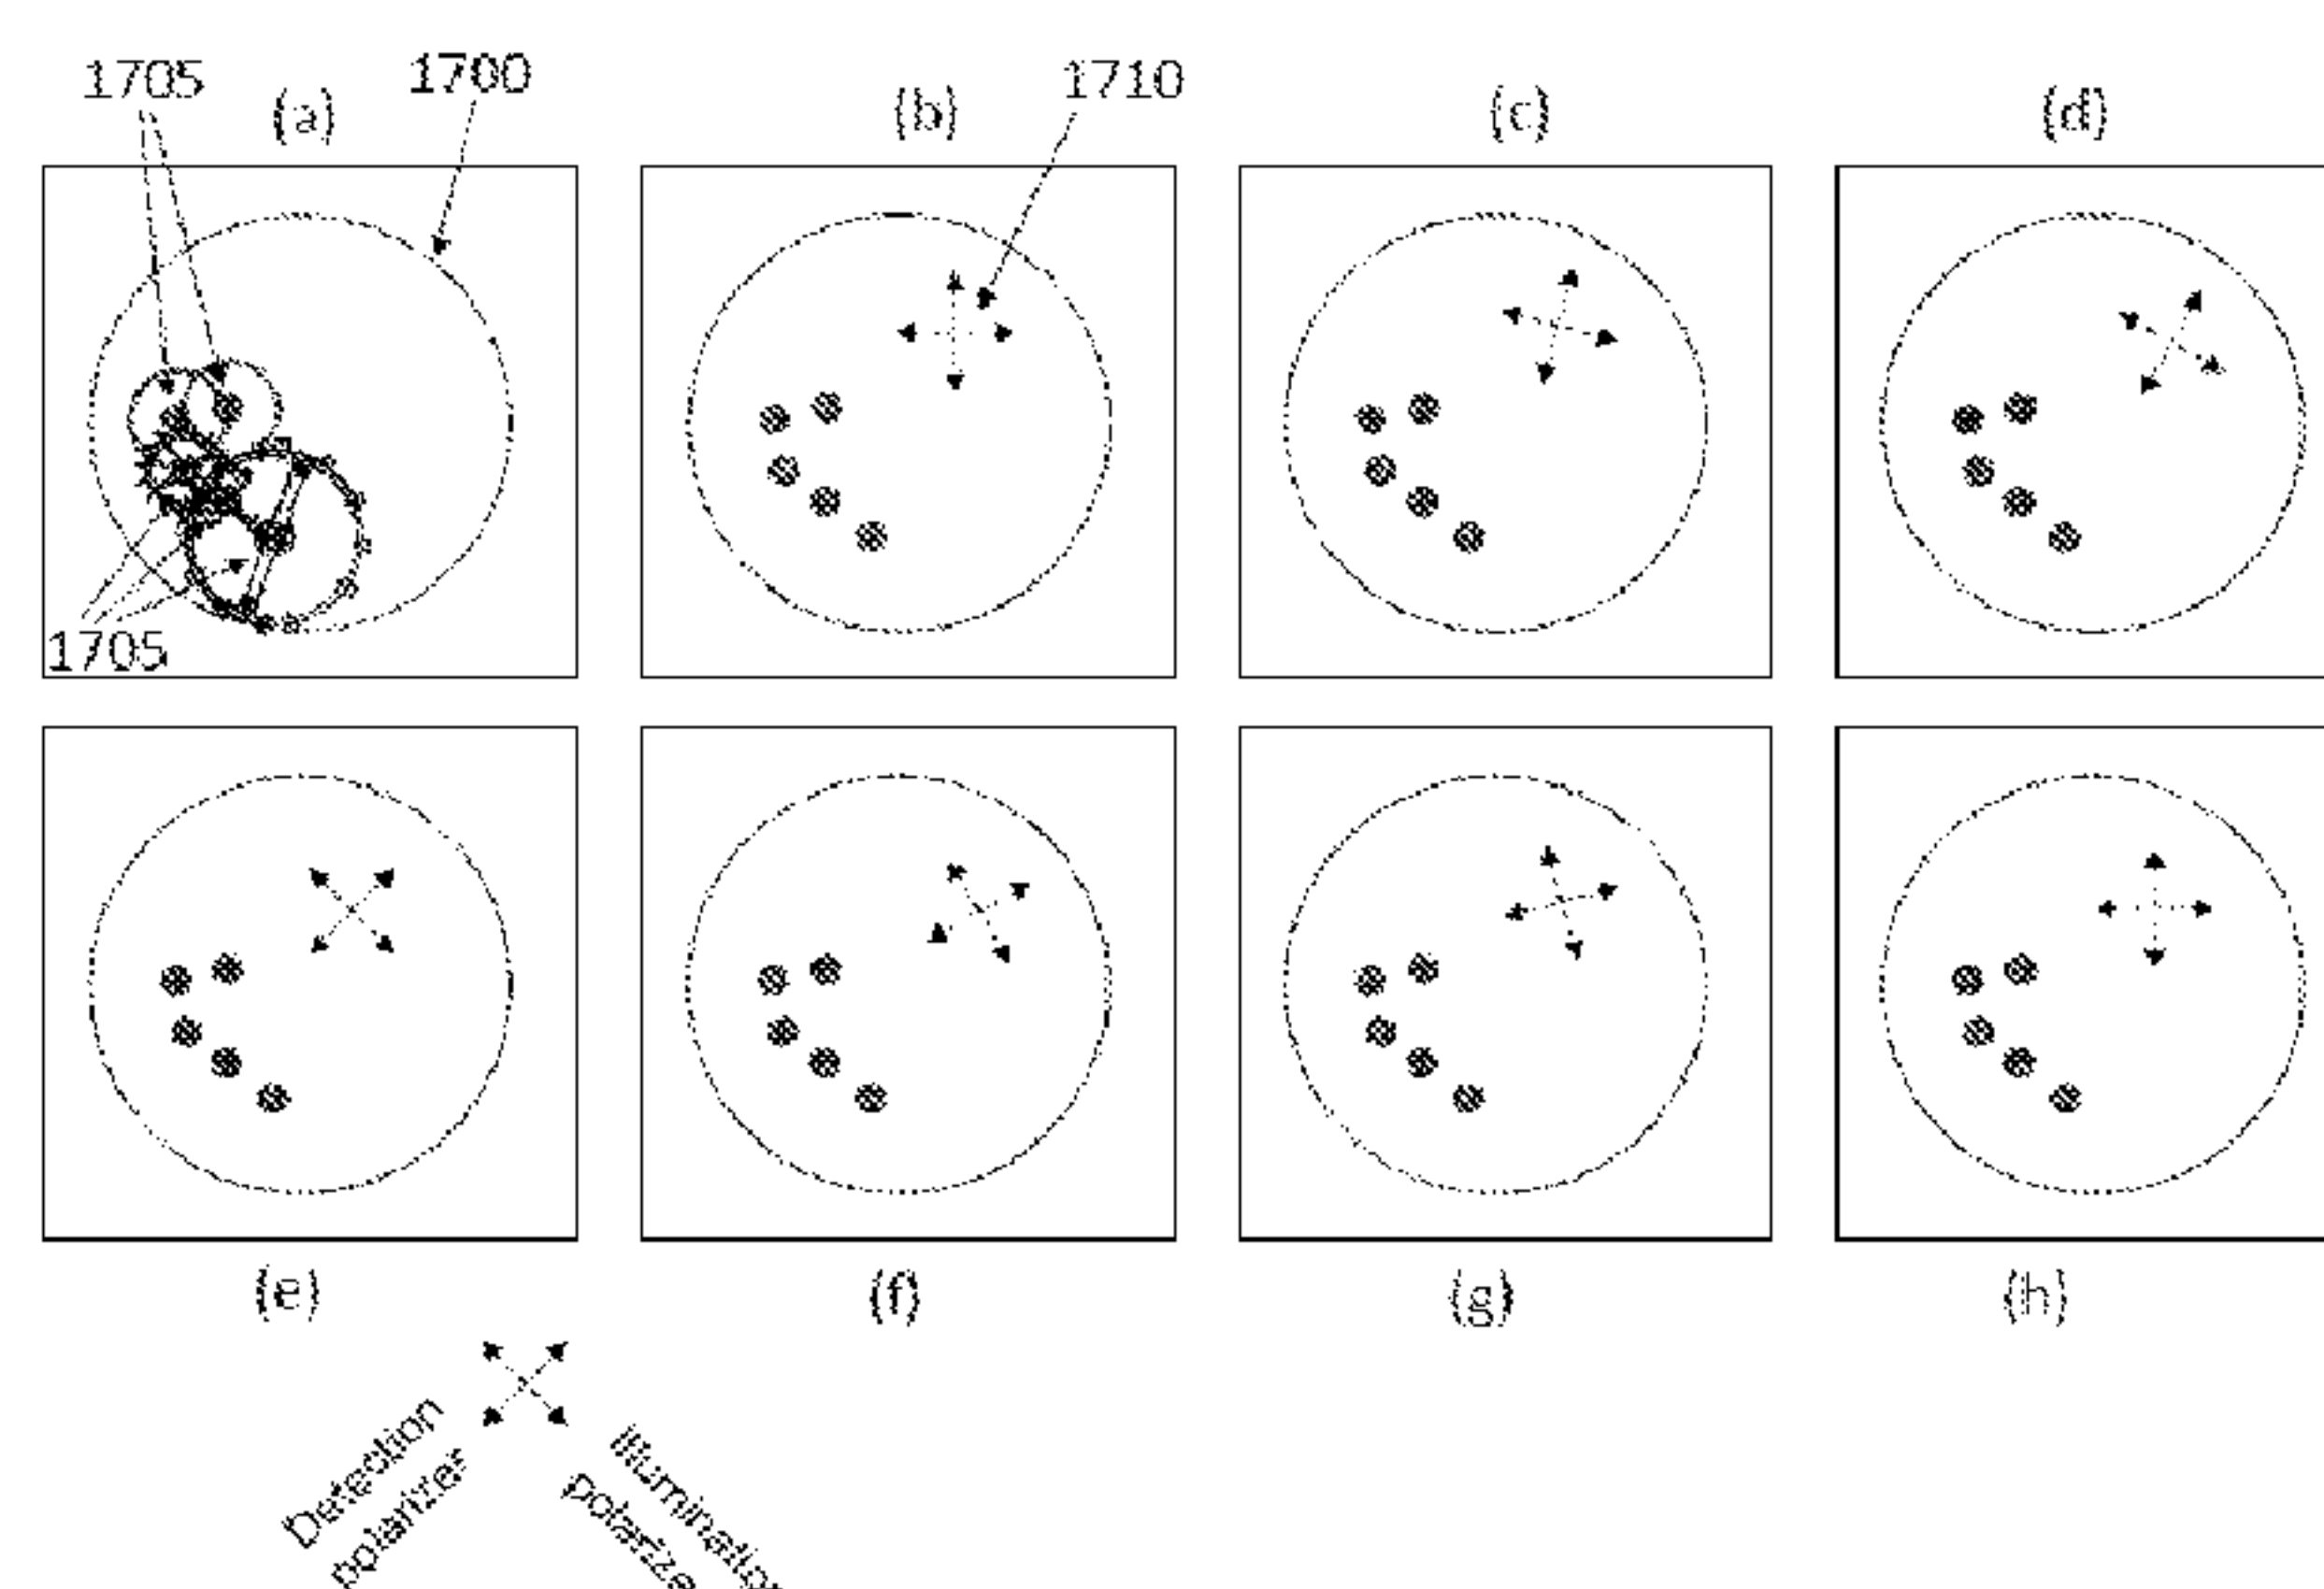 1705 (a) 1700 (b) 1710 (c) (d)
1705
(e) (f) (g) (h)
Detection
polarizer